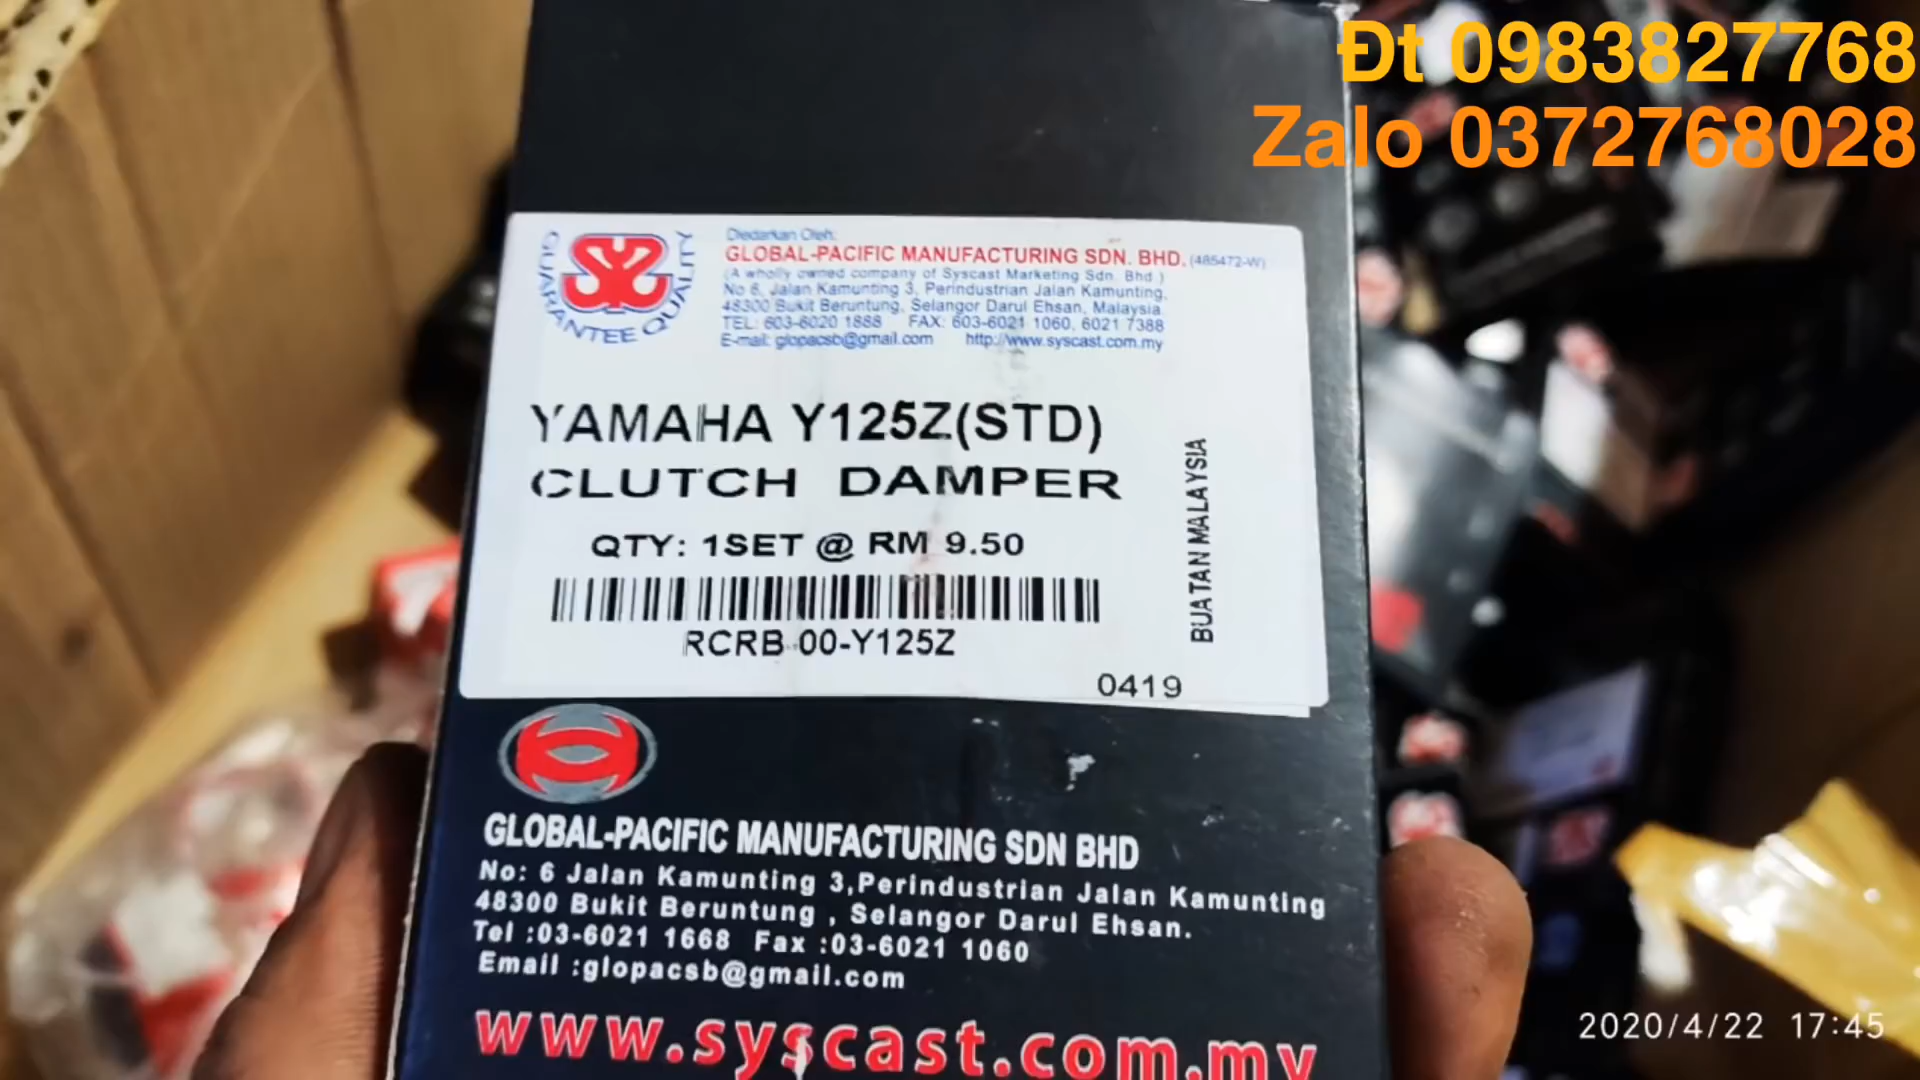 Đt 0983827768
Zalo 0372768028
GUARANTEE QUALITY
Diedarkan Oleh:
GLOBAL-PACIFIC MANUFACTURING SDN. BHD. (485472-W)
(A wholly owned company of Syscast Marketing Sdn. Bhd.)
No 6, Jalan Kamunting 3, Perindustrian Jalan Kamunting,
48300 Bukit Beruntung, Selangor Darul Ehsan, Malaysia.
TEL: 603-6020 1888 FAX: 603-6021 1060, 6021 7388
E-mail: glopacsb@gmail.com http://www.syscast.com.my
YAMAHA Y125Z(STD)
CLUTCH DAMPER
QTY: 1SET @ RM 9.50
RCRB-00-Y125Z
BUATAN MALAYSIA
0419
GLOBAL-PACIFIC MANUFACTURING SDN BHD
No: 6 Jalan Kamunting 3,Perindustrian Jalan Kamunting
48300 Bukit Beruntung , Selangor Darul Ehsan.
Tel :03-6021 1668 Fax :03-6021 1060
Email :glopacsb@gmail.com
www.syscast.com.my
2020/4/22 17:45